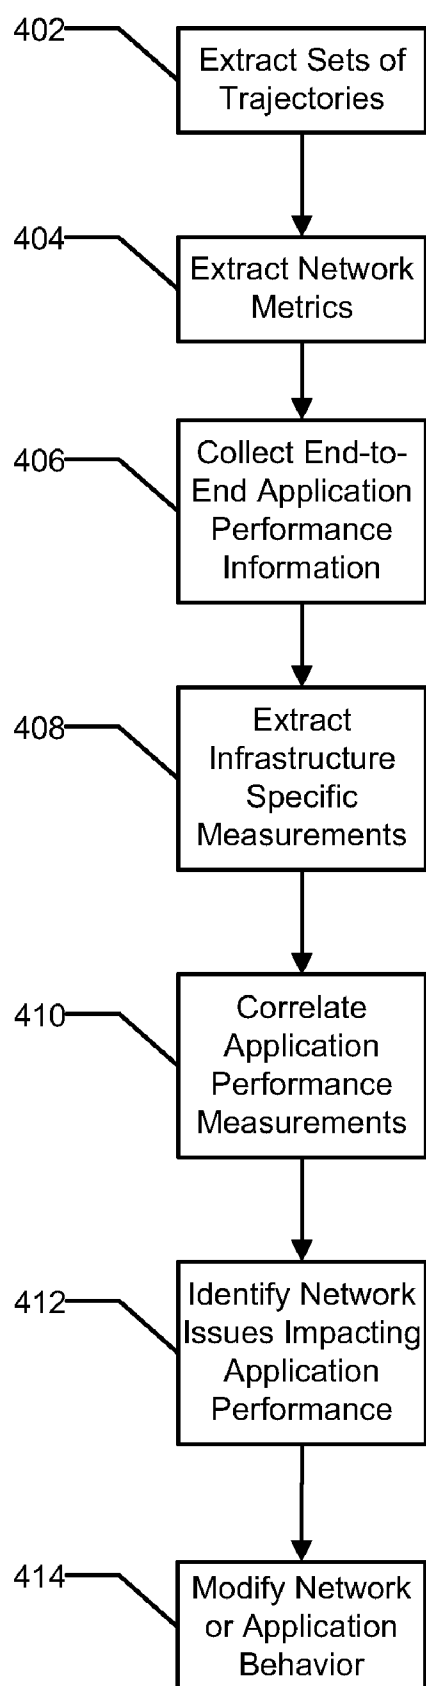 402
Extract Sets of
Trajectories
404
Extract Network
Metrics
406
Collect End-to-
End Application
Performance
Information
408
Extract
Infrastructure
Specific
Measurements
410
Correlate
Application
Performance
Measurements
412
Identify Network
Issues Impacting
Application
Performance
414
Modify Network
or Application
Behavior